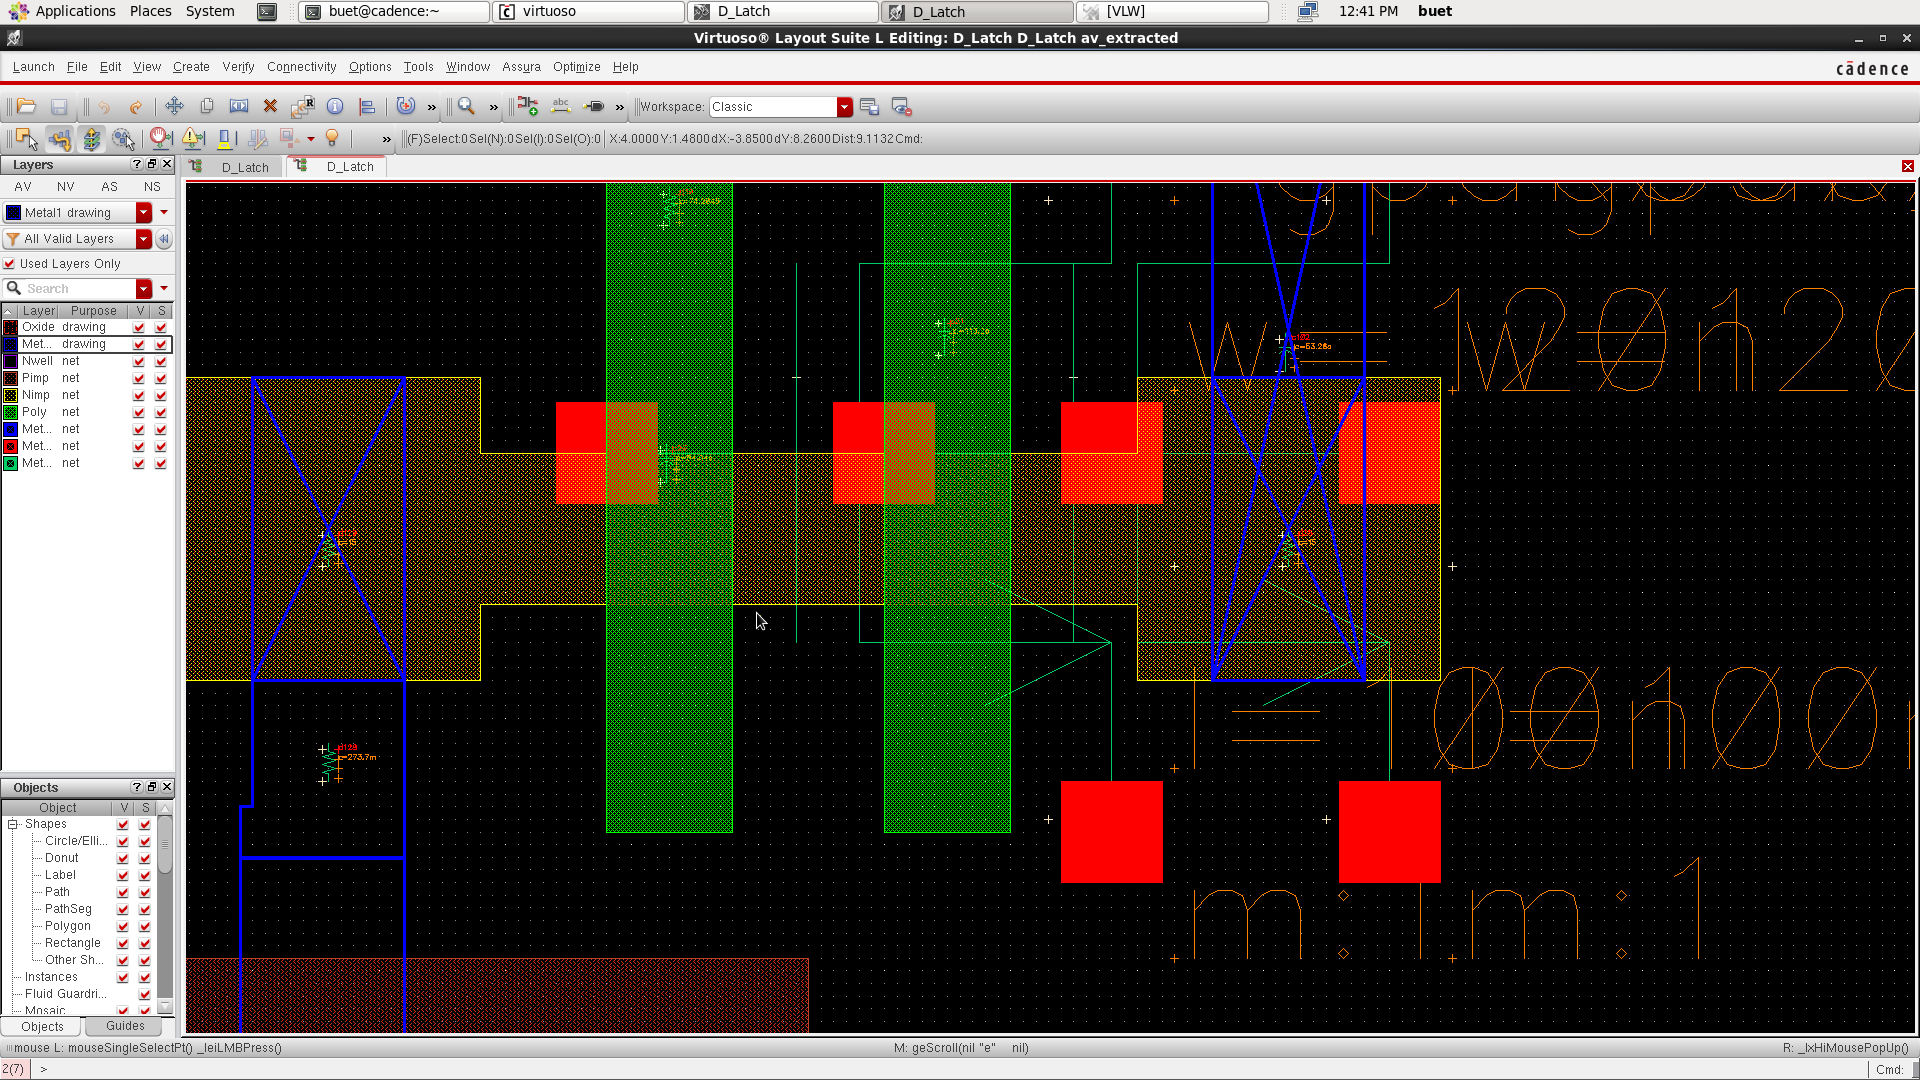 Applications Places System buet@cadence:~ virtuoso D_Latch D_Latch [VLW] 12:41 PM buet
Virtuoso® Layout Suite L Editing: D_Latch D_Latch av_extracted
Launch File Edit View Create Verify Connectivity Options Tools Window Assura Optimize Help
cādence
Workspace: Classic
(F)Select:0 Sel(N):0 Sel(I):0 Sel(O):0 X:4.0000 Y:1.4800 dX:-3.8500 dY:8.2600 Dist:9.1132 Cmd:
Layers
D_Latch D_Latch
AV NV AS NS
Metal1 drawing
All Valid Layers
Used Layers Only
Search
Layer Purpose V S
Oxide drawing
Met... drawing
Nwell net
Pimp net
Nimp net
Poly net
Met... net
Met... net
Met... net
w = 120n
l = 100n
m:1
r=53.26s
r=273.7m
Objects
Object V S
Shapes
Circle/Elli...
Donut
Label
Path
PathSeg
Polygon
Rectangle
Other Sh...
Instances
Fluid Guardri...
Mosaic
Objects Guides
mouse L: mouseSingleSelectPt() _leiLMBPress() M: geScroll(nil "e" nil) R: _lxHiMousePopUp()
2(7) > Cmd: